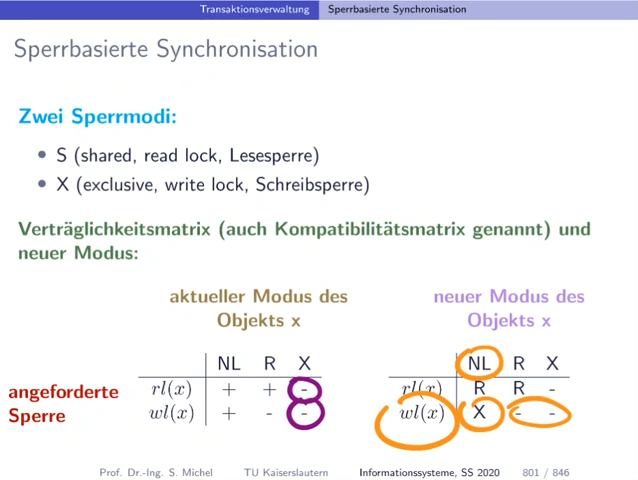 Transaktionsverwaltung Sperrbasierte Synchronisation
Sperrbasierte Synchronisation
Zwei Sperrmodi:
• S (shared, read lock, Lesesperre)
• X (exclusive, write lock, Schreibsperre)
Verträglichkeitsmatrix (auch Kompatibilitätsmatrix genannt) und
neuer Modus:
aktueller Modus des neuer Modus des
Objekts x Objekts x
NL R X NL R X
angeforderte rl(x) + + - rl(x) R R -
Sperre wl(x) + - - wl(x) X - -
Prof. Dr.-Ing. S. Michel TU Kaiserslautern Informationssysteme, SS 2020 801 / 846